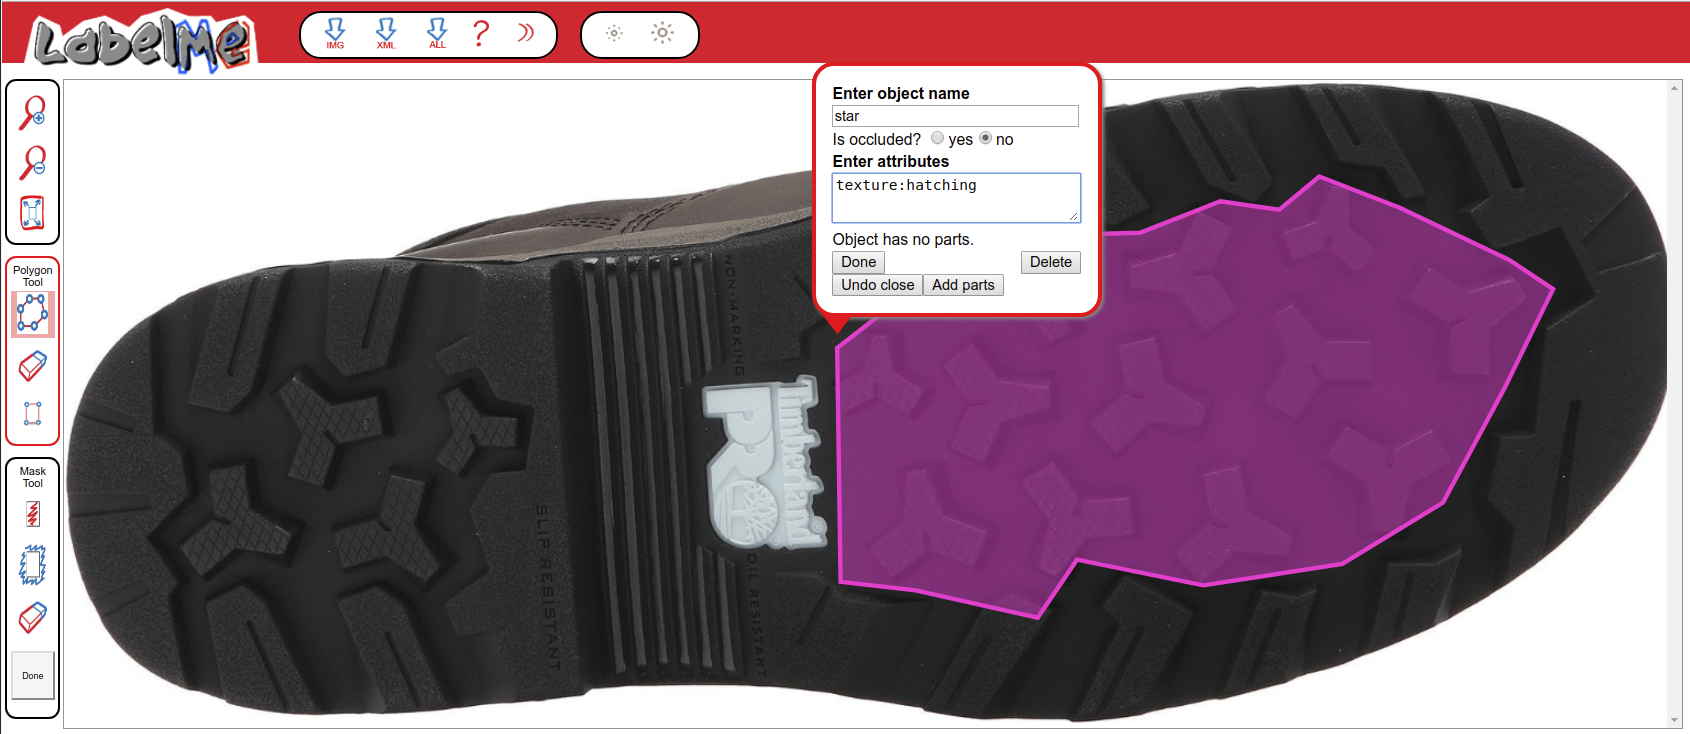 LabelMe
IMG
XML
ALL
?
Polygon
Tool
Mask
Tool
Done
Enter object name
star
Is occluded? yes no
Enter attributes
texture:hatching
Object has no parts.
Done Delete
Undo close Add parts
NON-MARKING
Timberland
PRO
®
SLIP RESISTANT
OIL RESISTANT